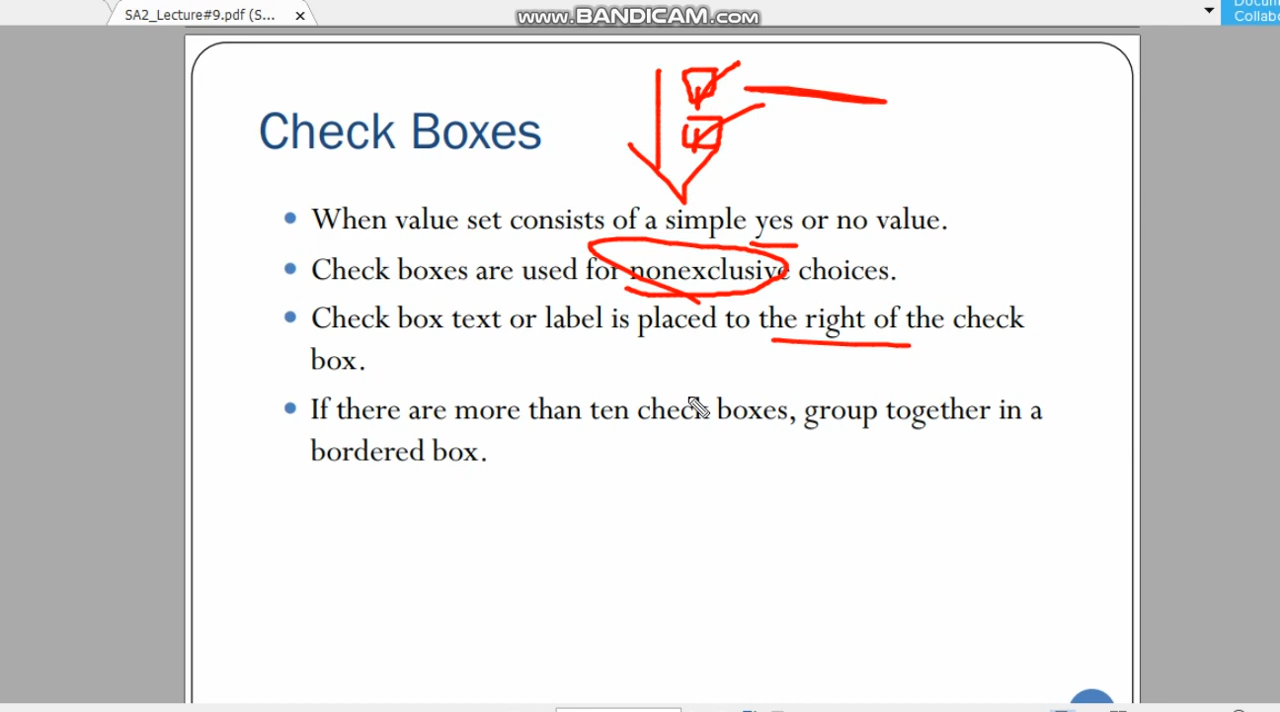 SA2_Lecture#9.pdf (S...
www.BANDICAM.com
Docum
Collabo
Check Boxes
• When value set consists of a simple yes or no value.
• Check boxes are used for nonexclusive choices.
• Check box text or label is placed to the right of the check
box.
• If there are more than ten check boxes, group together in a
bordered box.